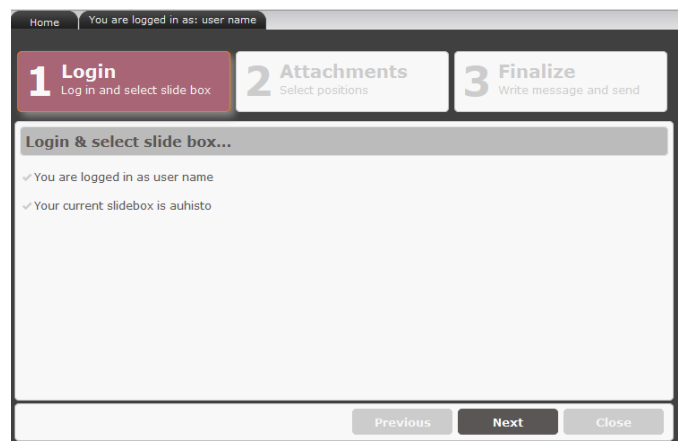 Home
You are logged in as: user name
1 Login
Log in and select slide box
2 Attachments
Select positions
3 Finalize
Write message and send
Login & select slide box...
You are logged in as user name
Your current slidebox is auhisto
Previous
Next
Close